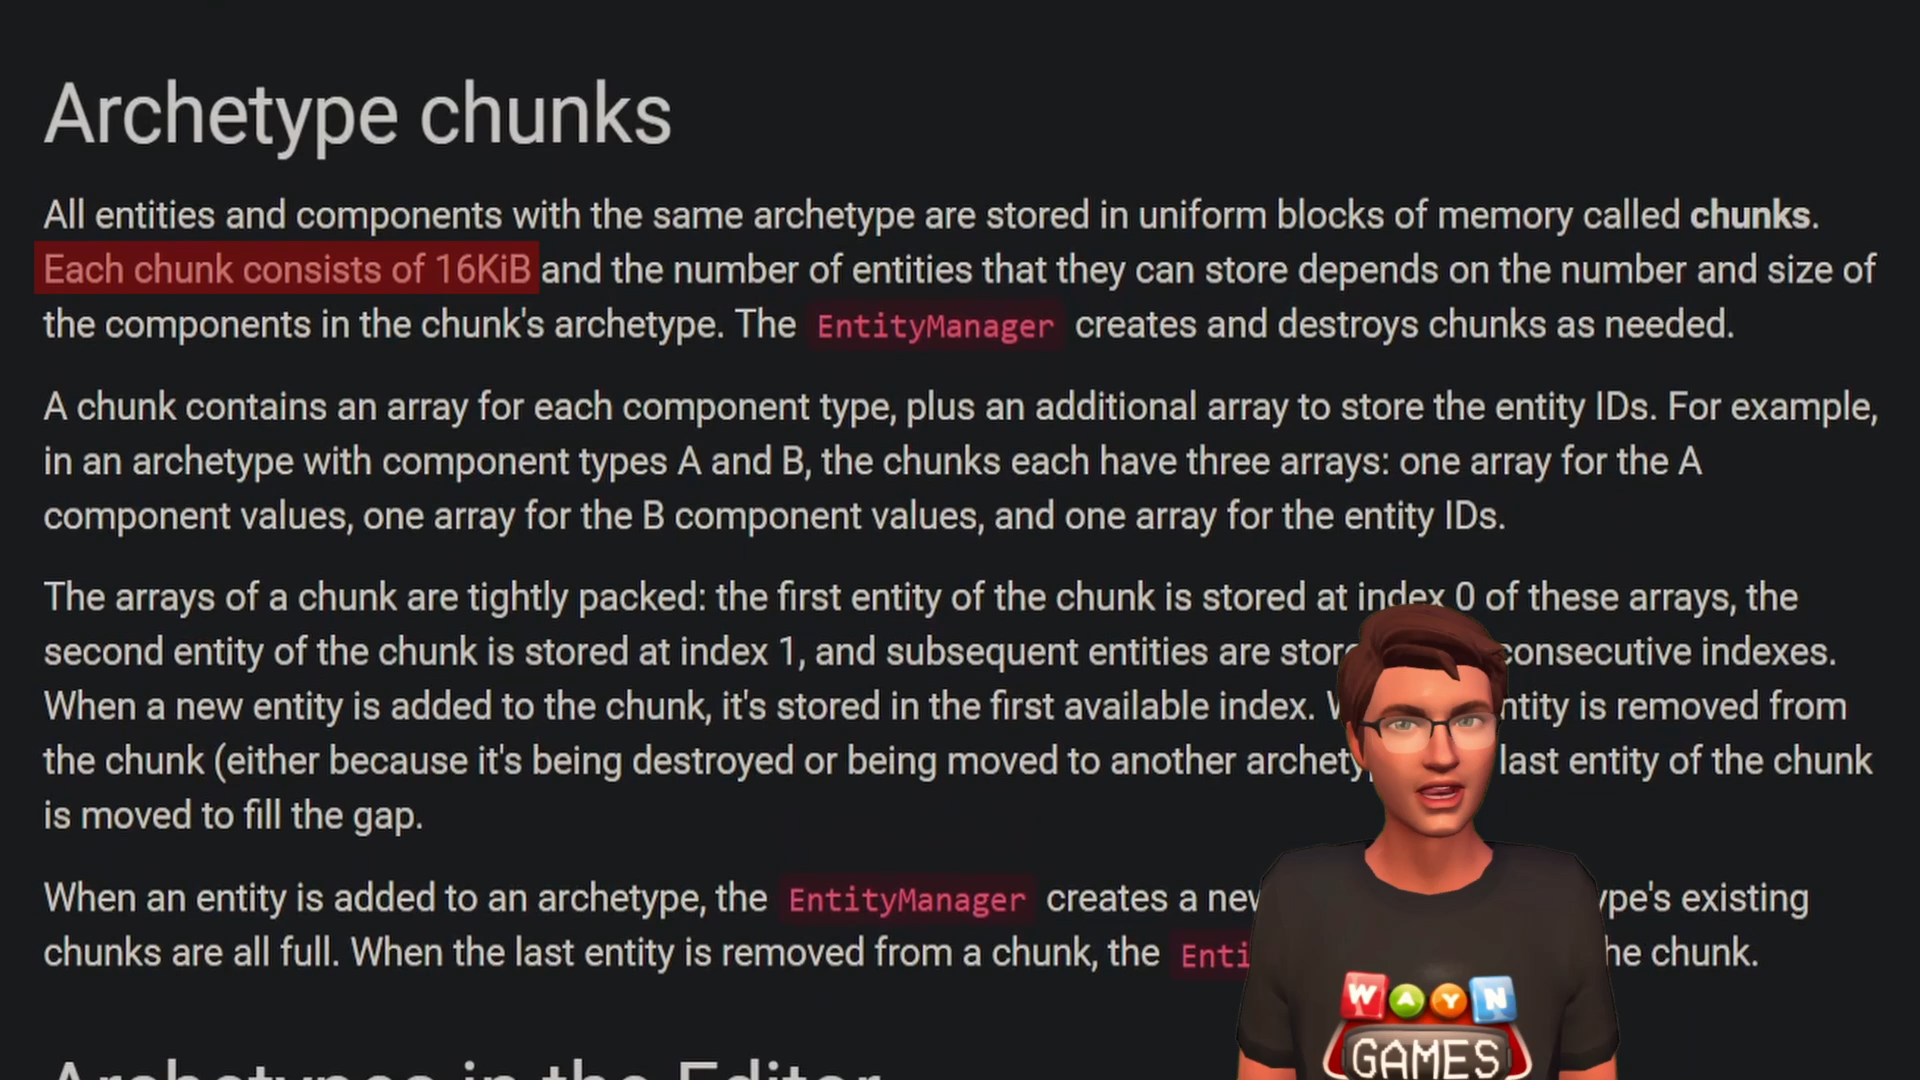 Archetype chunks
All entities and components with the same archetype are stored in uniform blocks of memory called chunks.
Each chunk consists of 16KiB and the number of entities that they can store depends on the number and size of
the components in the chunk's archetype. The EntityManager creates and destroys chunks as needed.
A chunk contains an array for each component type, plus an additional array to store the entity IDs. For example,
in an archetype with component types A and B, the chunks each have three arrays: one array for the A
component values, one array for the B component values, and one array for the entity IDs.
The arrays of a chunk are tightly packed: the first entity of the chunk is stored at index 0 of these arrays, the
second entity of the chunk is stored at index 1, and subsequent entities are consecutive indexes.
When a new entity is added to the chunk, it's stored in the first available index. is removed from
the chunk (either because it's being destroyed or being moved to another last entity of the chunk
is moved to fill the gap.
When an entity is added to an archetype, the EntityManager creates a existing
chunks are all full. When the last entity is removed from a chunk, the chunk.
WAYN
GAMES
Archetypes in the Editor